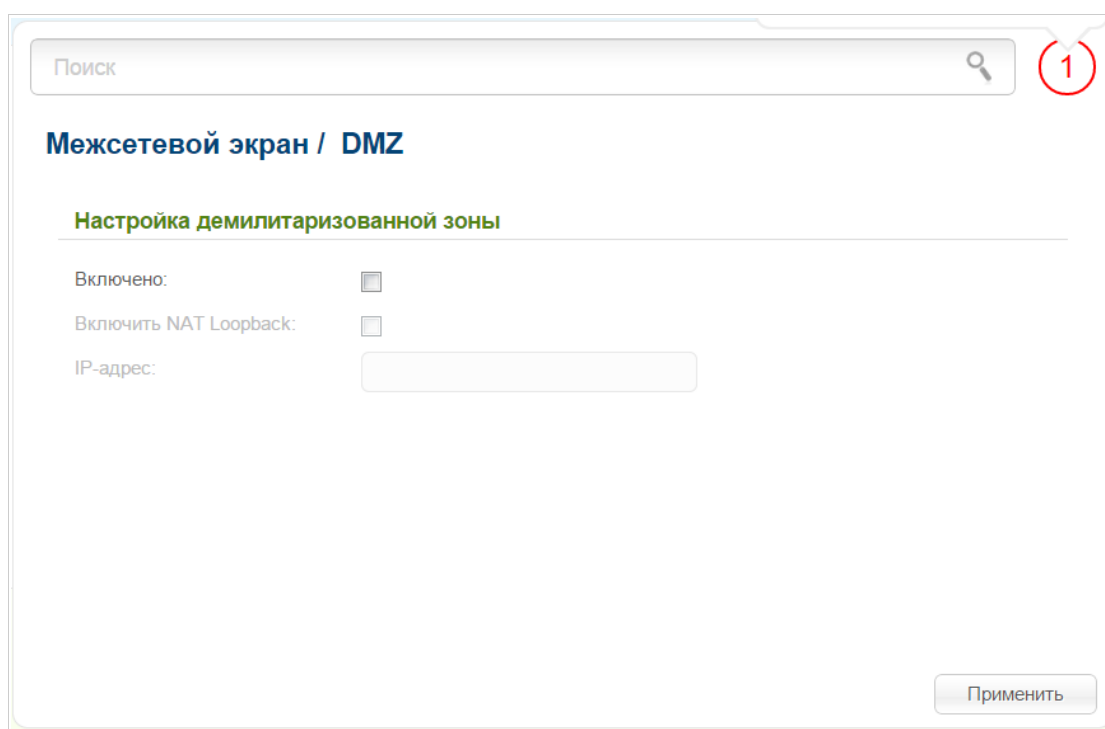 Поиск
1
Межсетевой экран / DMZ
Настройка демилитаризованной зоны
Включено:
Включить NAT Loopback:
IP-адрес:
Применить